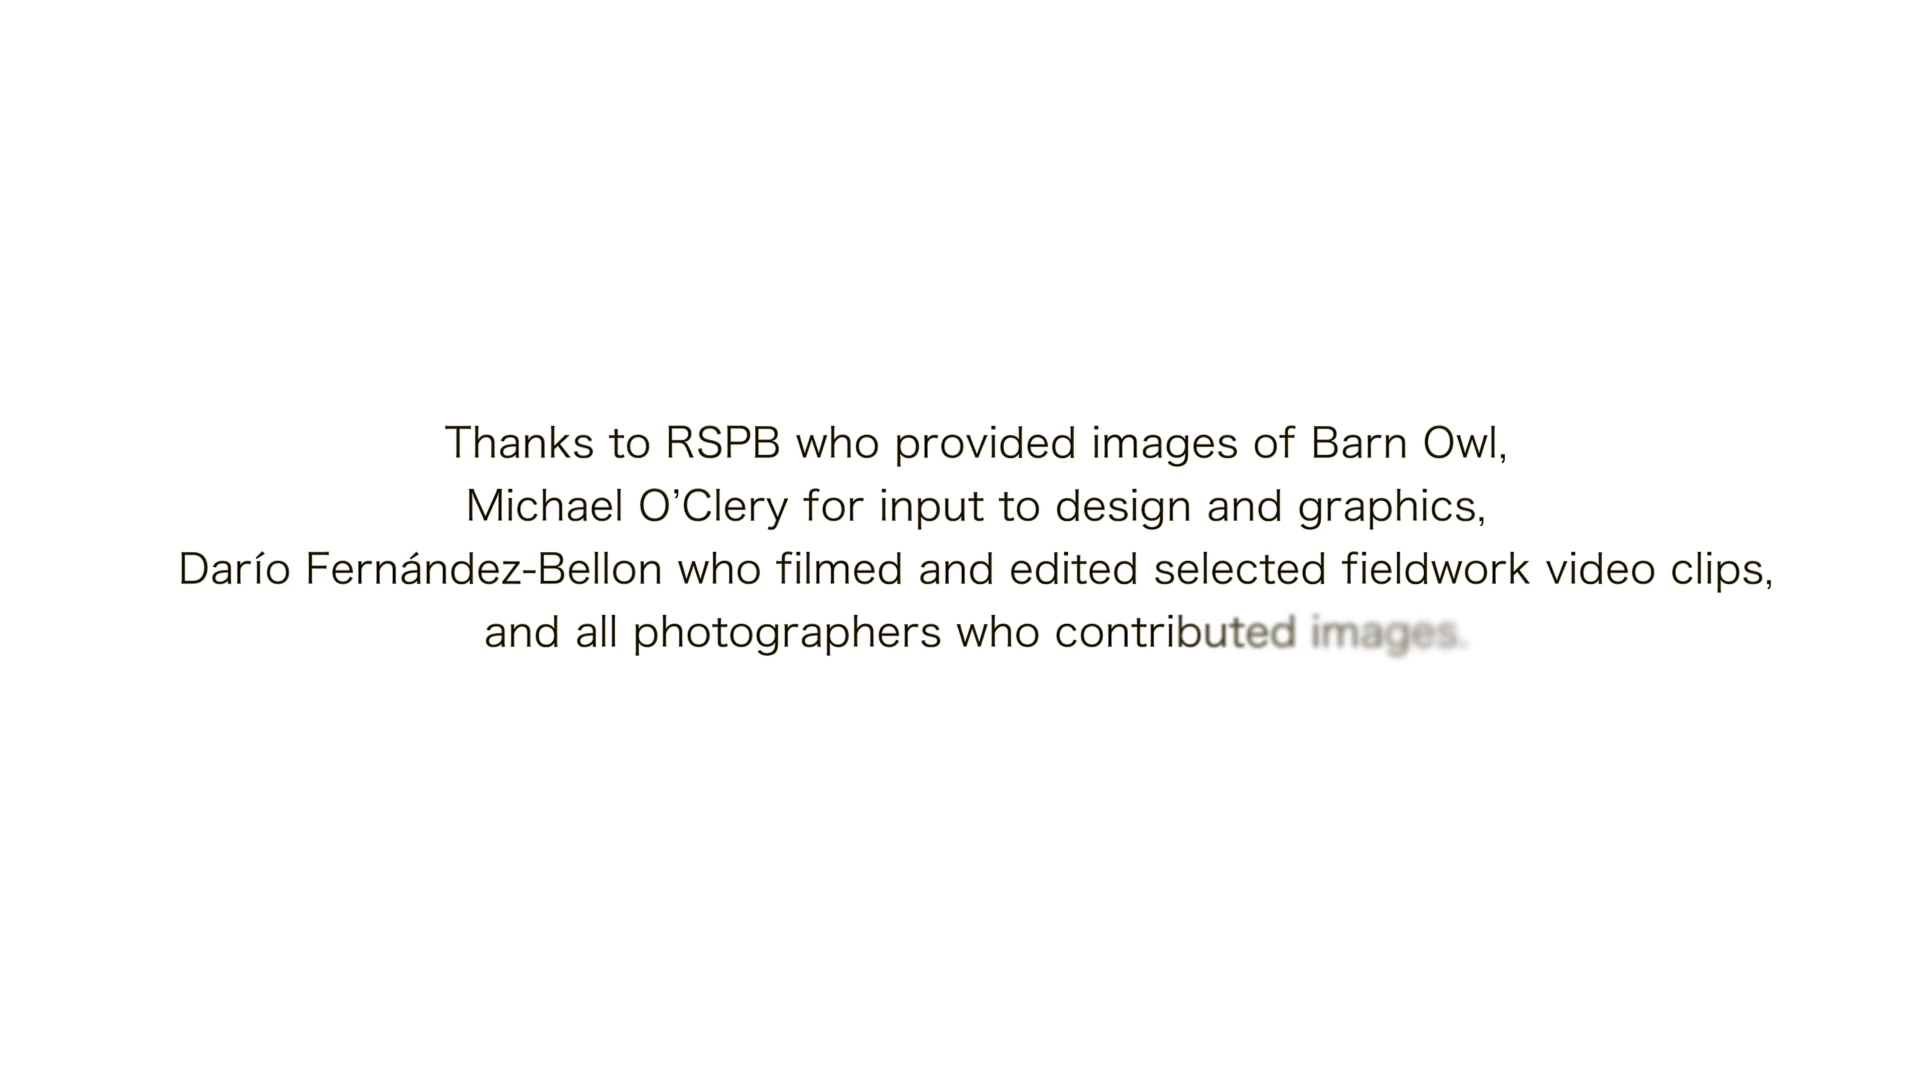 Thanks to RSPB who provided images of Barn Owl,
Michael O’Clery for input to design and graphics,
Darío Fernández-Bellon who filmed and edited selected fieldwork video clips,
and all photographers who contributed images.